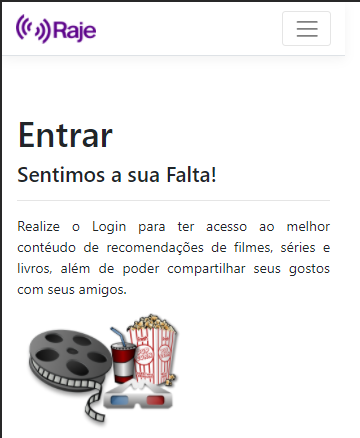 Raje
Entrar
Sentimos a sua Falta!
Realize o Login para ter acesso ao melhor
contéudo de recomendações de filmes, séries e
livros, além de poder compartilhar seus gostos
com seus amigos.